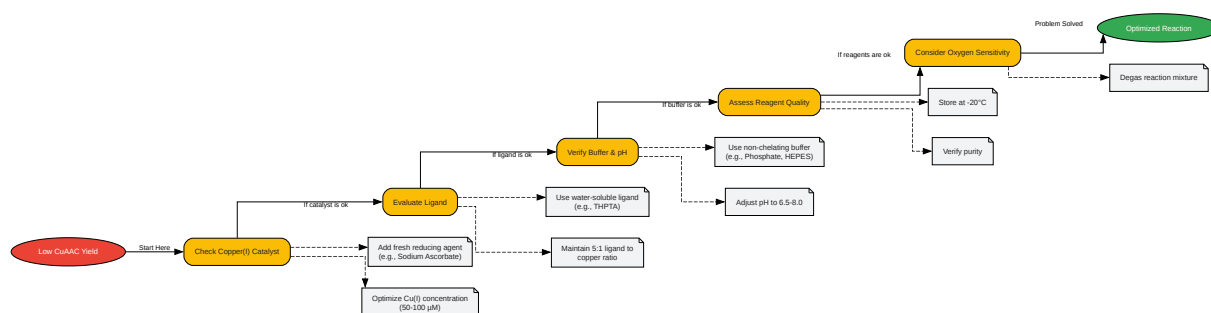 Low CuAAC Yield
Start Here
Check Copper(I) Catalyst
Add fresh reducing agent
(e.g., Sodium Ascorbate)
Optimize Cu(I) concentration
(50-100 μM)
If catalyst is ok
Evaluate Ligand
Use water-soluble ligand
(e.g., THPTA)
Maintain 5:1 ligand to
copper ratio
If ligand is ok
Verify Buffer & pH
Use non-chelating buffer
(e.g., Phosphate, HEPES)
Adjust pH to 6.5-8.0
If buffer is ok
Assess Reagent Quality
Store at -20°C
Verify purity
If reagents are ok
Consider Oxygen Sensitivity
Degas reaction mixture
Problem Solved
Optimized Reaction